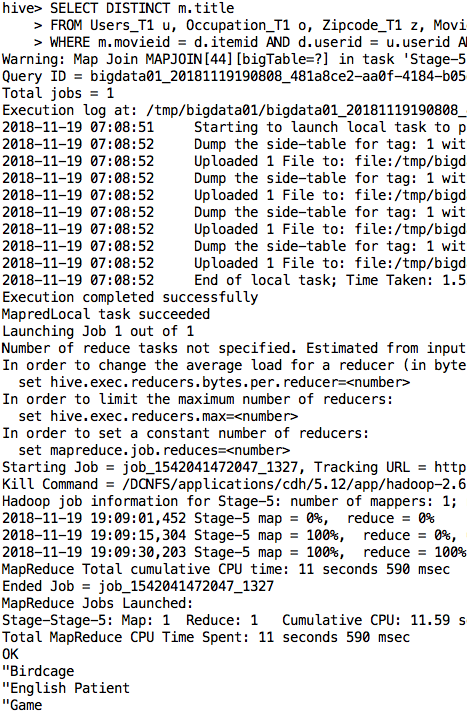 hive> SELECT DISTINCT m.title
> FROM Users_T1 u, Occupation_T1 o, Zipcode_T1 z, Movi
> WHERE m.movieid = d.itemid AND d.userid = u.userid A
Warning: Map Join MAPJOIN[44][bigTable=?] in task 'Stage-5
Query ID = bigdata01_20181119190808_481a8ce2-aa0f-4184-b05
Total jobs = 1
Execution log at: /tmp/bigdata01/bigdata01_20181119190808_
2018-11-19 07:08:51 Starting to launch local task to p
2018-11-19 07:08:52 Dump the side-table for tag: 1 wit
2018-11-19 07:08:52 Uploaded 1 File to: file:/tmp/bigd
2018-11-19 07:08:52 Dump the side-table for tag: 1 wit
2018-11-19 07:08:52 Uploaded 1 File to: file:/tmp/bigd
2018-11-19 07:08:52 Dump the side-table for tag: 1 wit
2018-11-19 07:08:52 Uploaded 1 File to: file:/tmp/bigd
2018-11-19 07:08:52 Dump the side-table for tag: 1 wit
2018-11-19 07:08:52 Uploaded 1 File to: file:/tmp/bigd
2018-11-19 07:08:52 End of local task; Time Taken: 1.5
Execution completed successfully
MapredLocal task succeeded
Launching Job 1 out of 1
Number of reduce tasks not specified. Estimated from input
In order to change the average load for a reducer (in byte
set hive.exec.reducers.bytes.per.reducer=<number>
In order to limit the maximum number of reducers:
set hive.exec.reducers.max=<number>
In order to set a constant number of reducers:
set mapreduce.job.reduces=<number>
Starting Job = job_1542041472047_1327, Tracking URL = http
Kill Command = /DCNFS/applications/cdh/5.12/app/hadoop-2.6
Hadoop job information for Stage-5: number of mappers: 1;
2018-11-19 19:09:01,452 Stage-5 map = 0%, reduce = 0%
2018-11-19 19:09:15,304 Stage-5 map = 100%, reduce = 0%,
2018-11-19 19:09:30,203 Stage-5 map = 100%, reduce = 100%
MapReduce Total cumulative CPU time: 11 seconds 590 msec
Ended Job = job_1542041472047_1327
MapReduce Jobs Launched:
Stage-Stage-5: Map: 1 Reduce: 1 Cumulative CPU: 11.59 s
Total MapReduce CPU Time Spent: 11 seconds 590 msec
OK
"Birdcage
"English Patient
"Game